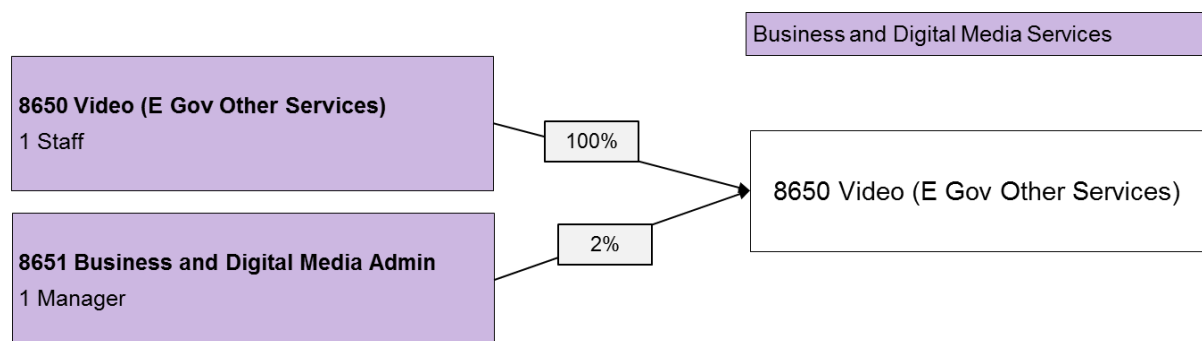 Business and Digital Media Services
8650 Video (E Gov Other Services)
1 Staff
100%
8650 Video (E Gov Other Services)
2%
8651 Business and Digital Media Admin
1 Manager